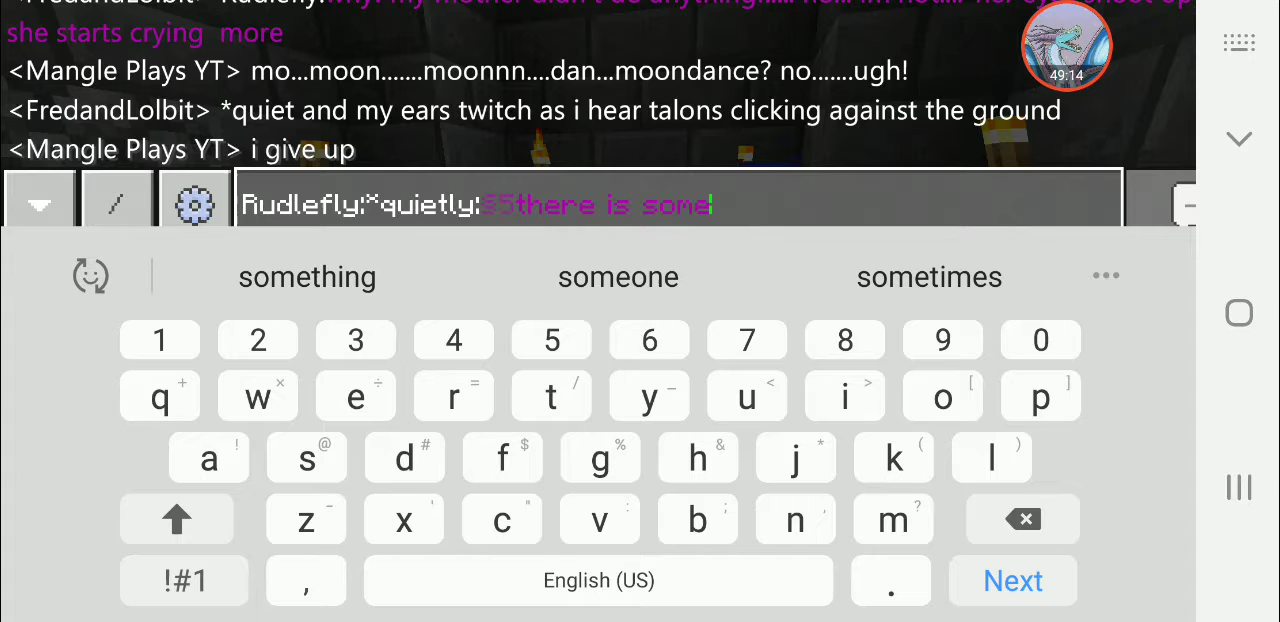 she starts crying more
49:14
<Mangle Plays YT> mo...moon.......moonnn....dan...moondance? no.......ugh!
<FredandLolbit> *quiet and my ears twitch as i hear talons clicking against the ground
<Mangle Plays YT> i give up
/ Rudlefly:*quietly:§5there is some
something someone sometimes •••
1 2 3 4 5 6 7 8 9 0
q + w × e ÷ r = t / y _ u < i > o [ p ]
a ! s @ d # f $ g % h & j * k ( l )
z - x ' c " v : b ; n , m ?
!#1 , English (US) . Next